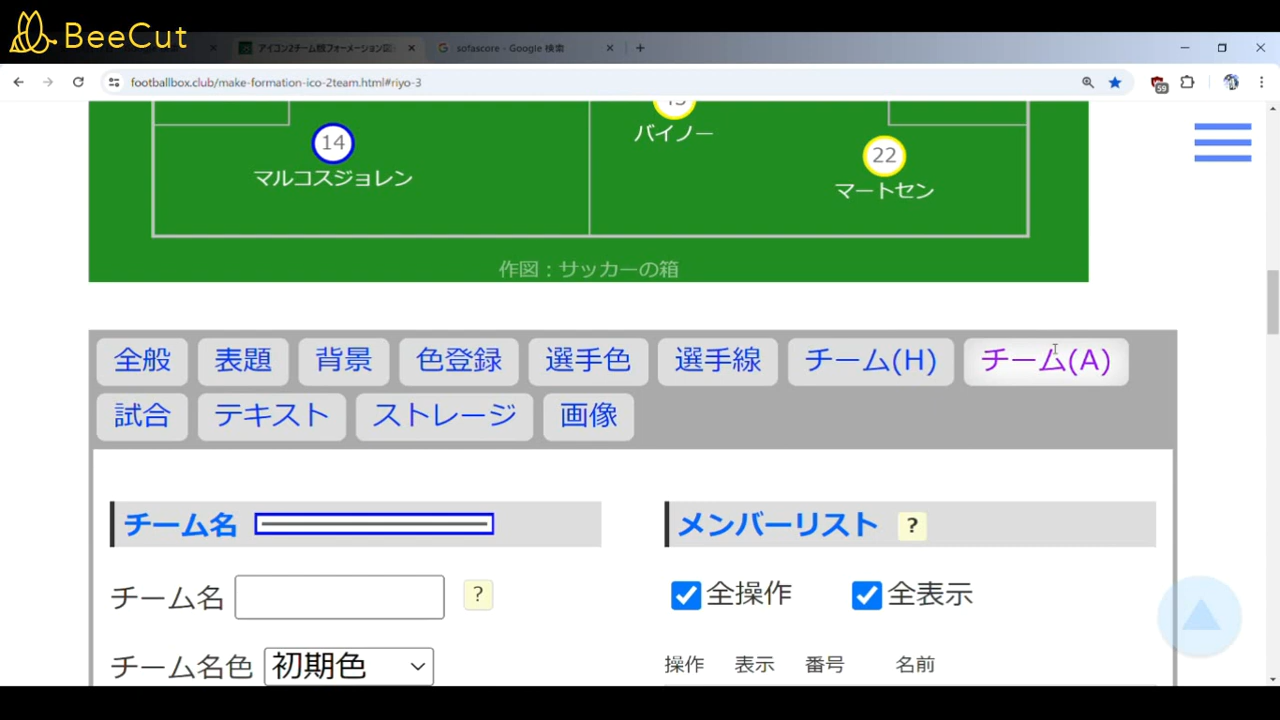 BeeCut
アイコン2チーム版フォーメーション図
sofascore - Google 検索
footballbox.club/make-formation-ico-2team.html#riyo-3
59
14
マルコスジョレン
バイノー
22
マートセン
作図：サッカーの箱
全般 表題 背景 色登録 選手色 選手線 チーム(H) チーム(A)
試合 テキスト ストレージ 画像
チーム名
メンバーリスト ?
チーム名 ?
全操作 全表示
チーム名色 初期色
操作 表示 番号 名前